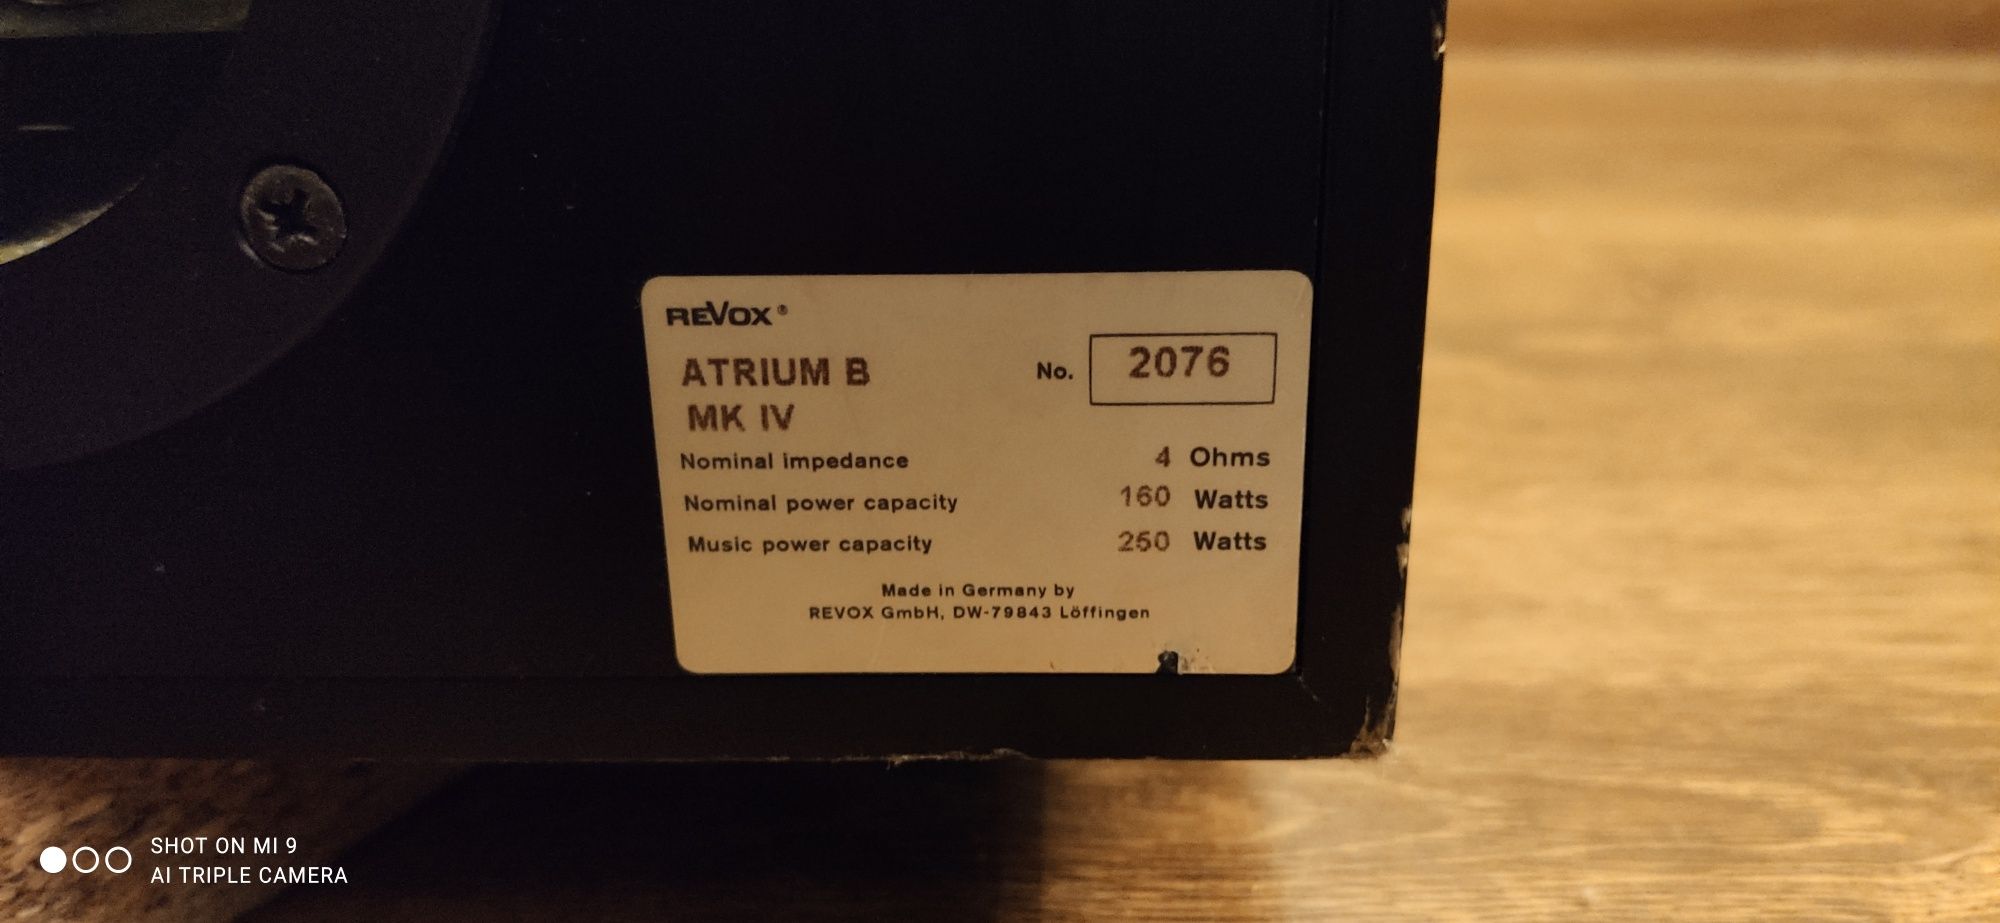 REVOX®
ATRIUM B No. 2076
MK IV
Nominal impedance 4 Ohms
Nominal power capacity 160 Watts
Music power capacity 250 Watts
Made in Germany by
REVOX GmbH, DW-79843 Löffingen
SHOT ON MI 9
AI TRIPLE CAMERA